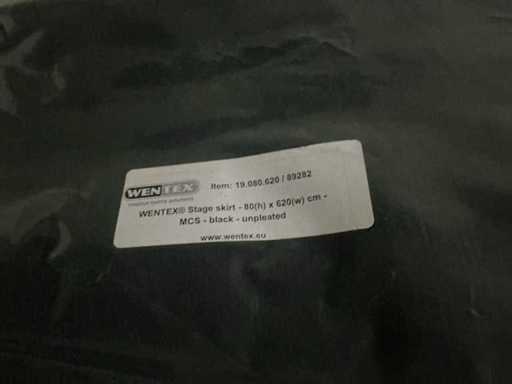 WENTEX
creative textile solutions
Item: 19.080.620 / 89282
WENTEX® Stage skirt - 80(h) x 620(w) cm -
MCS - black - unpleated
www.wentex.eu